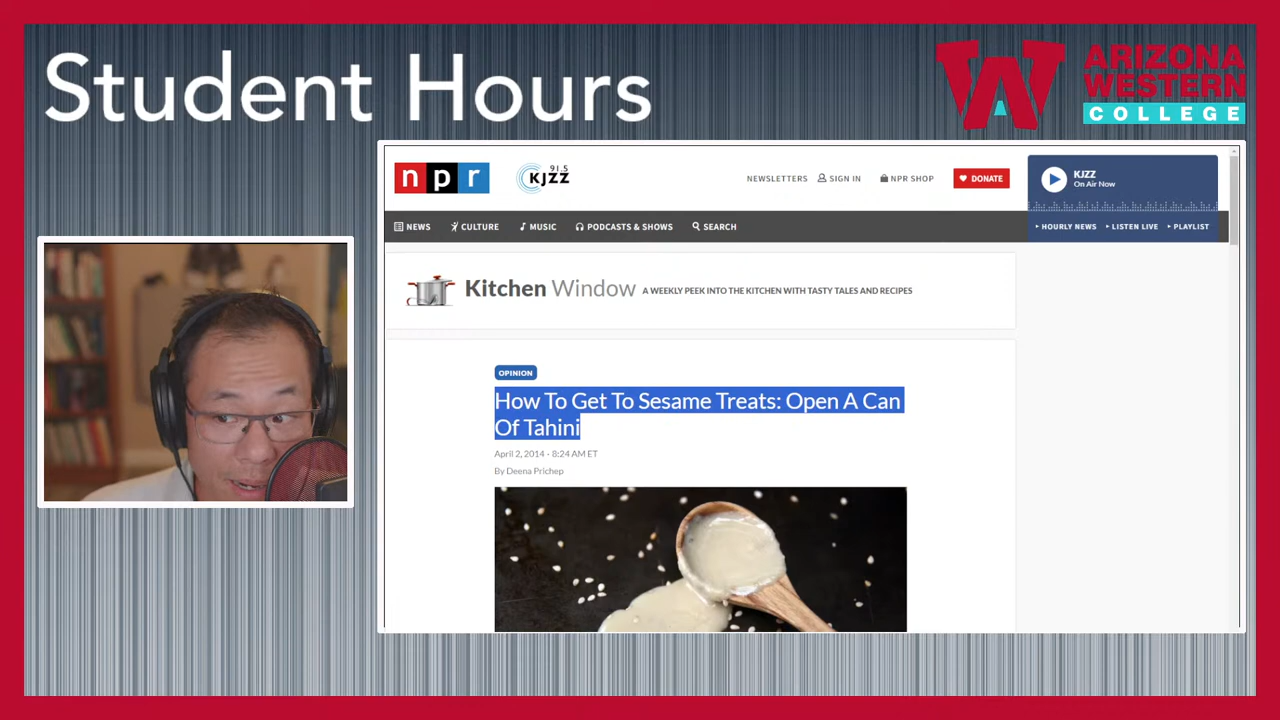 Student Hours
ARIZONA
WESTERN
COLLEGE
npr
91.5
KJZZ
NEWSLETTERS
SIGN IN
NPR SHOP
DONATE
KJZZ
On Air Now
NEWS
CULTURE
MUSIC
PODCASTS & SHOWS
SEARCH
HOURLY NEWS
LISTEN LIVE
PLAYLIST
Kitchen Window
A WEEKLY PEEK INTO THE KITCHEN WITH TASTY TALES AND RECIPES
OPINION
How To Get To Sesame Treats: Open A Can
Of Tahini
April 2, 2014 - 8:24 AM ET
By Deena Prichep